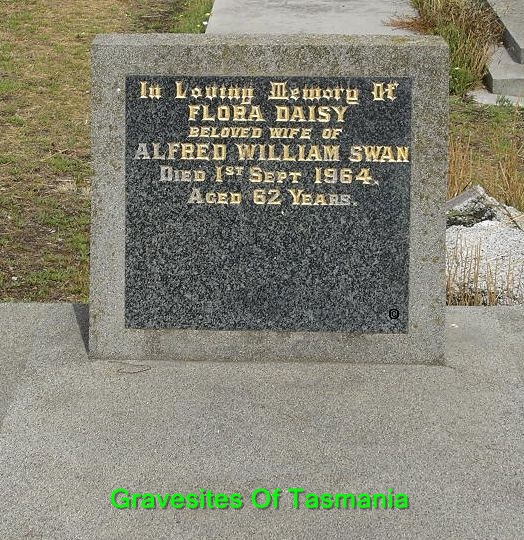 In Loving Memory Of
FLORA DAISY
BELOVED WIFE OF
ALFRED WILLIAM SWAN
DIED 1ST SEPT 1964.
AGED 62 YEARS.
Gravesites Of Tasmania